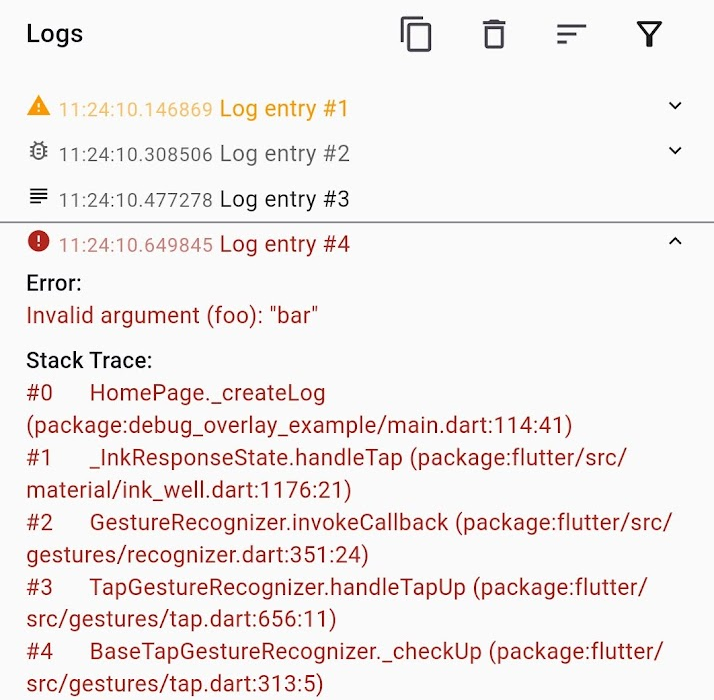 Logs
11:24:10.146869 Log entry #1
11:24:10.308506 Log entry #2
11:24:10.477278 Log entry #3
11:24:10.649845 Log entry #4
Error:
Invalid argument (foo): "bar"
Stack Trace:
#0 HomePage._createLog
(package:debug_overlay_example/main.dart:114:41)
#1 _InkResponseState.handleTap (package:flutter/src/
material/ink_well.dart:1176:21)
#2 GestureRecognizer.invokeCallback (package:flutter/src/
gestures/recognizer.dart:351:24)
#3 TapGestureRecognizer.handleTapUp (package:flutter/
src/gestures/tap.dart:656:11)
#4 BaseTapGestureRecognizer._checkUp (package:flutter/
src/gestures/tap.dart:313:5)